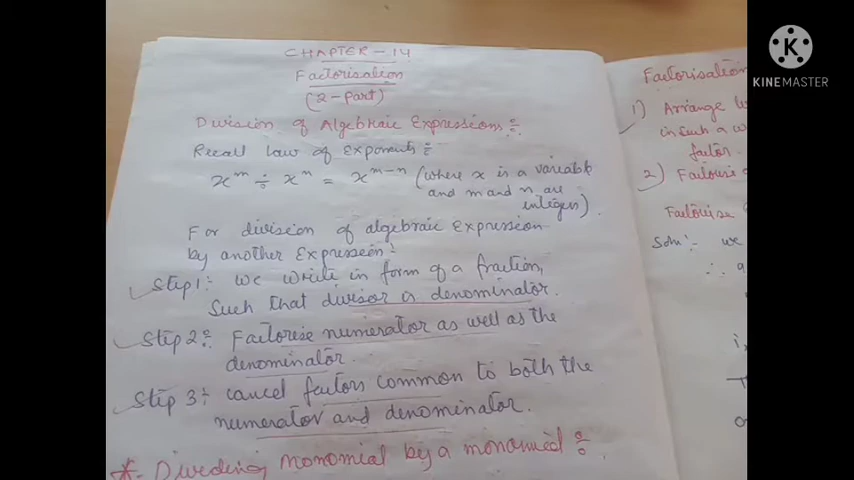 CHAPTER - 14
Factorisation
(2 - Part)
Division of Algebraic Expressions :
Recall Law of Exponents :
x^m ÷ x^n = x^(m-n) (where x is a variable
and m and n are
integers)
For division of algebraic Expression
by another Expression :
Step 1: We write in form of a fraction,
Such that divisor is denominator.
Step 2: Factorise numerator as well as the
denominator.
Step 3: cancel factors common to both the
numerator and denominator.
* Dividing monomial by a monomial :
Factorisation
1) Arrange
in such a
factor.
2)
Factorise
Soln :- we
∴
KINEMASTER